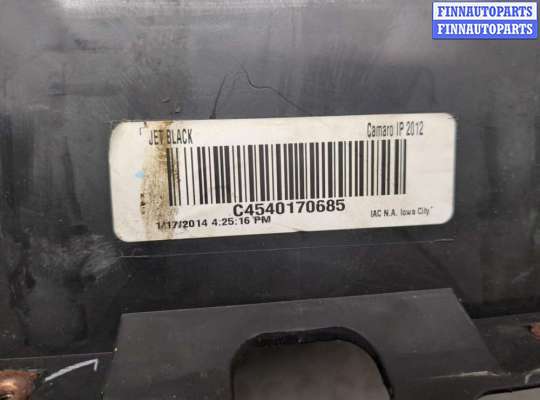 FINNAUTOPARTS
FINNAUTOPARTS
JET BLACK
Camaro IP 2012
C4540170685
1/17/2014 4:25:16 PM
IAC N.A. Iowa City